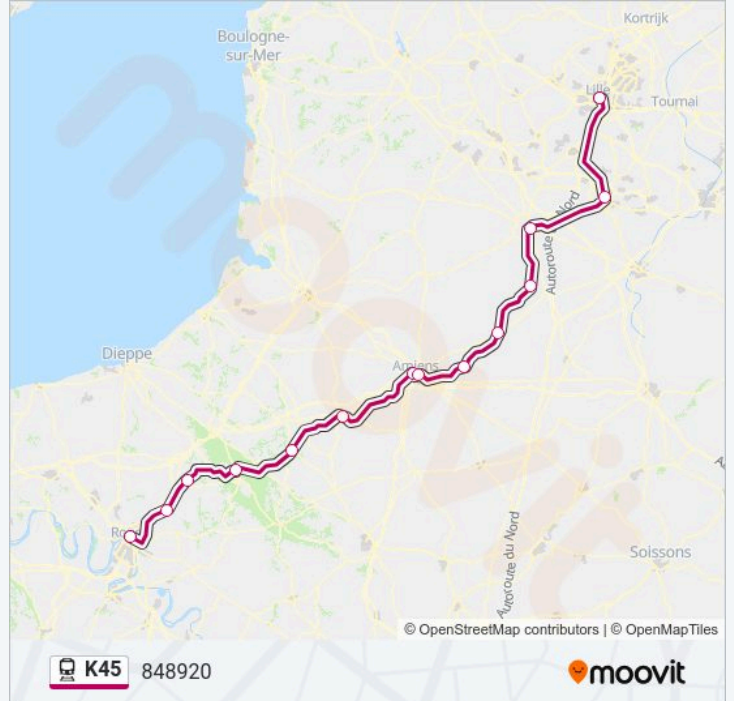 Kortrijk
Boulogne-
sur-Mer
Lille
Tournai
Autoroute
Nord
Dieppe
Amiens
Autoroute du Nord
Soissons
© OpenStreetMap contributors | © OpenMapTiles
K45
848920
moovit
moovit